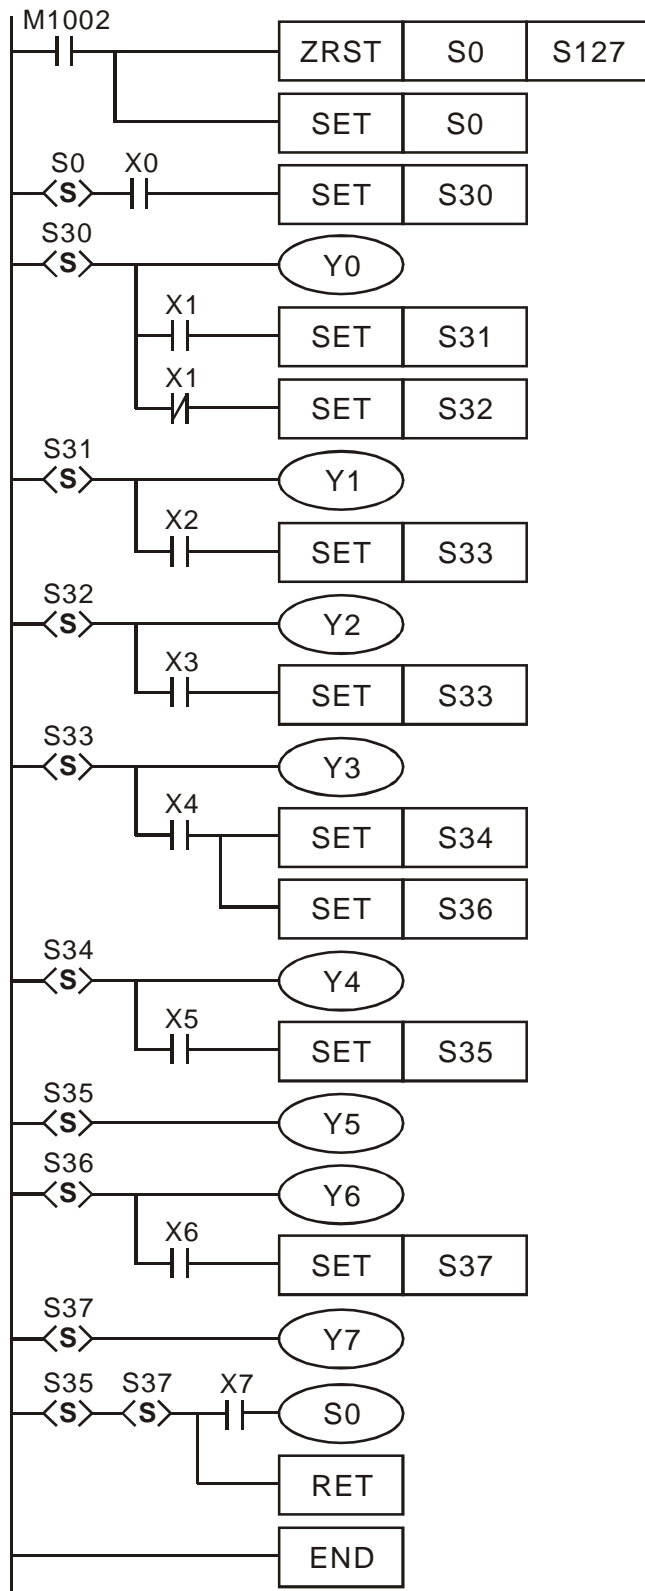 M1002
ZRST S0 S127
SET S0
S0 X0
S SET S30
S30
S Y0
X1
SET S31
X1
SET S32
S31
S Y1
X2
SET S33
S32
S Y2
X3
SET S33
S33
S Y3
X4
SET S34
SET S36
S34
S Y4
X5
SET S35
S35
S Y5
S36
S Y6
X6
SET S37
S37
S Y7
S35 S37 X7
S S S0
RET
END